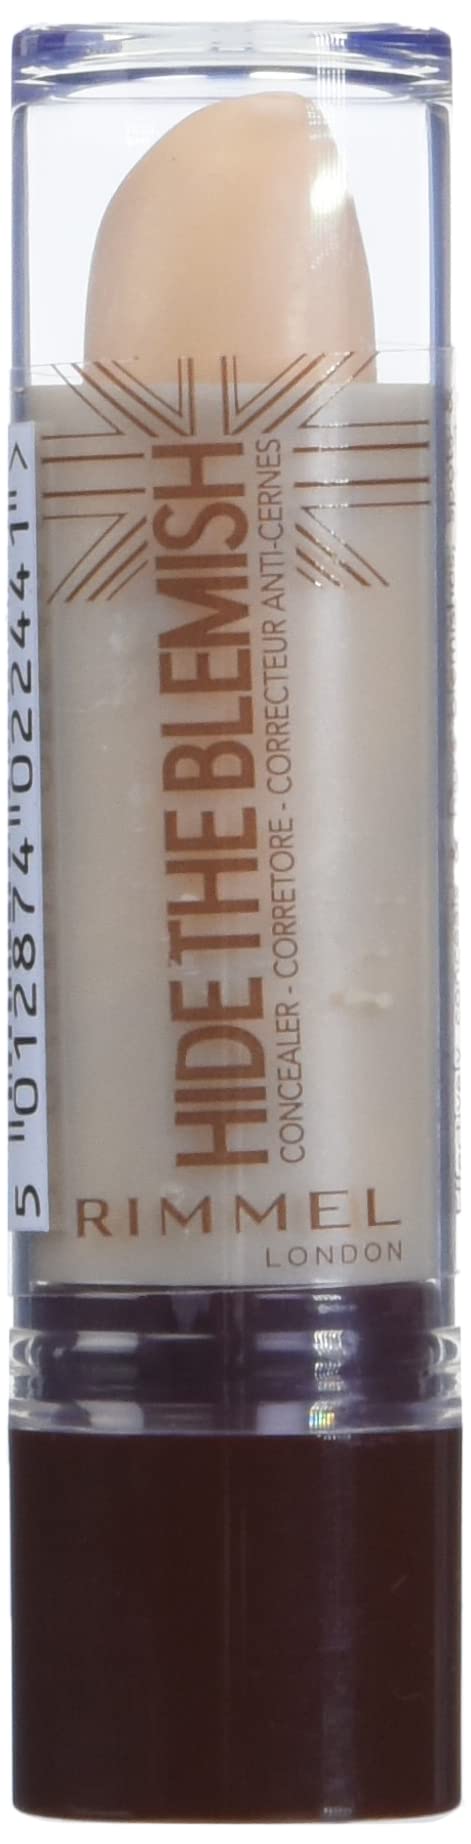 HIDE THE BLEMISH
CONCEALER - CORRETORE - CORRECTEUR ANTI-CERNES
RIMMEL
LONDON
5 012874 022441 >